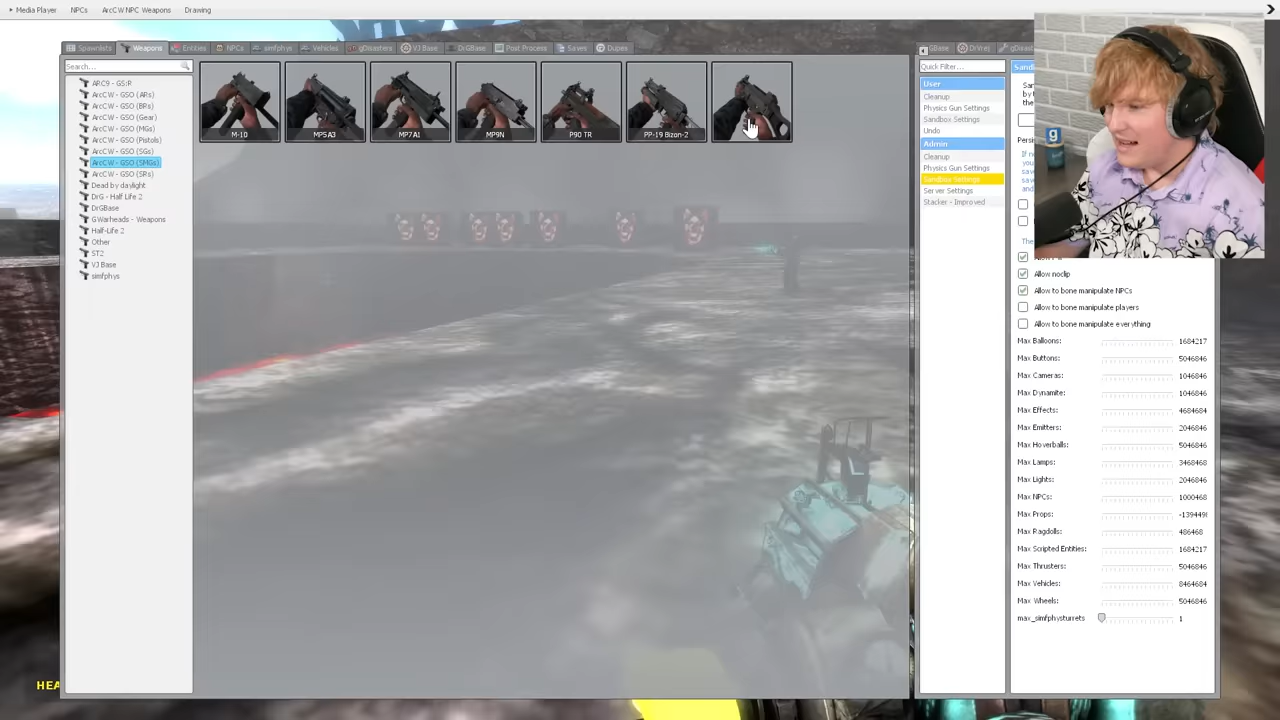 Media Player NPCs ArcCW NPC Weapons Drawing
Spawnlists Weapons Entities NPCs simfphys Vehicles gDisasters VJ Base DrGBase Post Process Saves Dupes
Search...
ARC9 - GS:R
ArcCW - GSO (ARs)
ArcCW - GSO (BRs)
ArcCW - GSO (Gear)
ArcCW - GSO (MGs)
ArcCW - GSO (Pistols)
ArcCW - GSO (SGs)
ArcCW - GSO (SMGs)
ArcCW - GSO (SRs)
Dead by daylight
DrG - Half Life 2
DrGBase
GWarheads - Weapons
Half-Life 2
Other
ST2
VJ Base
simfphys
M-10 MP5A3 MP7A1 MP9N P90 TR PP-19 Bizon-2
Quick Filter...
User
Cleanup
Physics Gun Settings
Sandbox Settings
Undo
Admin
Cleanup
Physics Gun Settings
Sandbox Settings
Server Settings
Stacker - Improved
Allow noclip
Allow to bone manipulate NPCs
Allow to bone manipulate players
Allow to bone manipulate everything
Max Balloons: 1684217
Max Buttons: 5046846
Max Cameras: 1046846
Max Dynamite: 1046846
Max Effects: 4684684
Max Emitters: 2046846
Max Hoverballs: 5046846
Max Lamps: 3468468
Max Lights: 2046846
Max NPCs: 1000468
Max Props: -139449
Max Ragdolls: 486468
Max Scripted Entities: 1684217
Max Thrusters: 5046846
Max Vehicles: 8464684
Max Wheels: 5046846
max_simfphysturrets 1
HEA